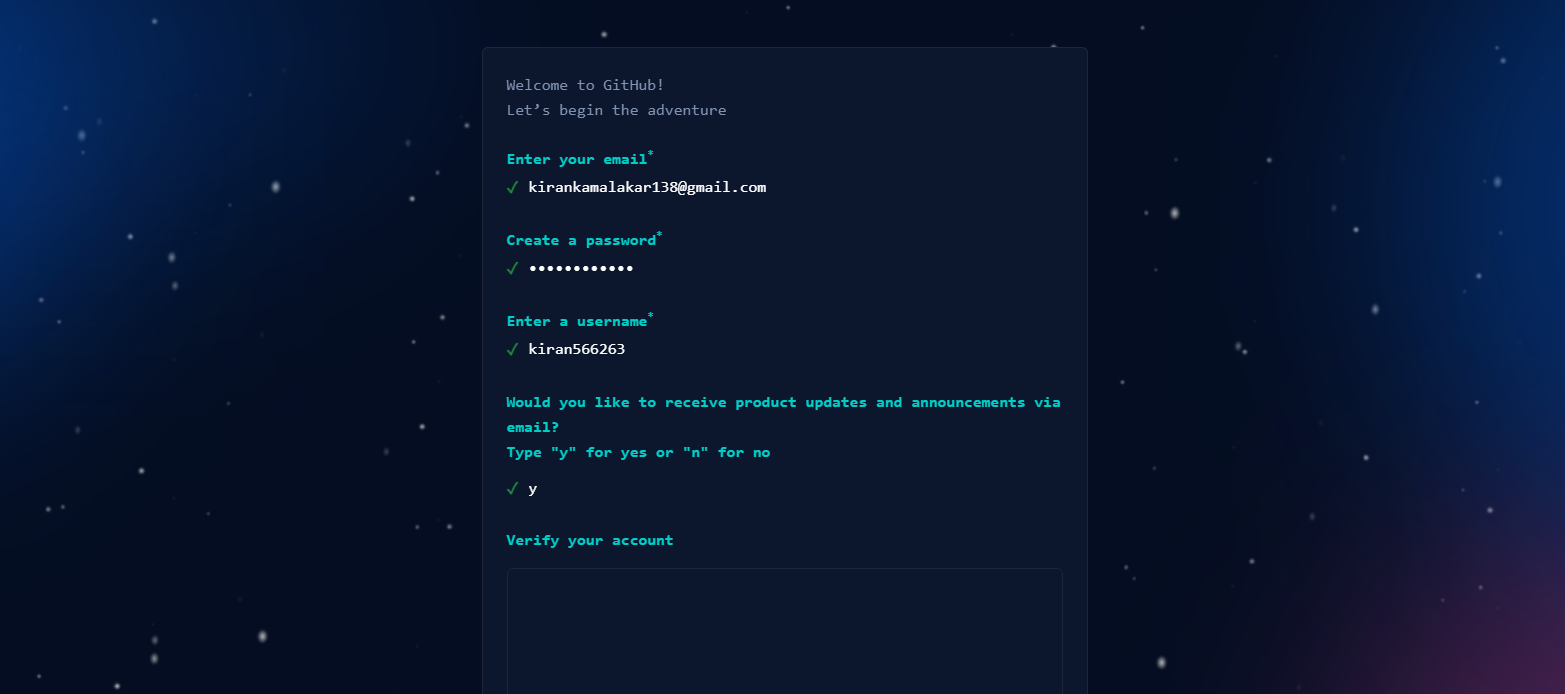 Welcome to GitHub!
Let’s begin the adventure
Enter your email*
✓ kirankamalakar138@gmail.com
Create a password*
✓ ••••••••••••
Enter a username*
✓ kiran566263
Would you like to receive product updates and announcements via
email?
Type "y" for yes or "n" for no
✓ y
Verify your account